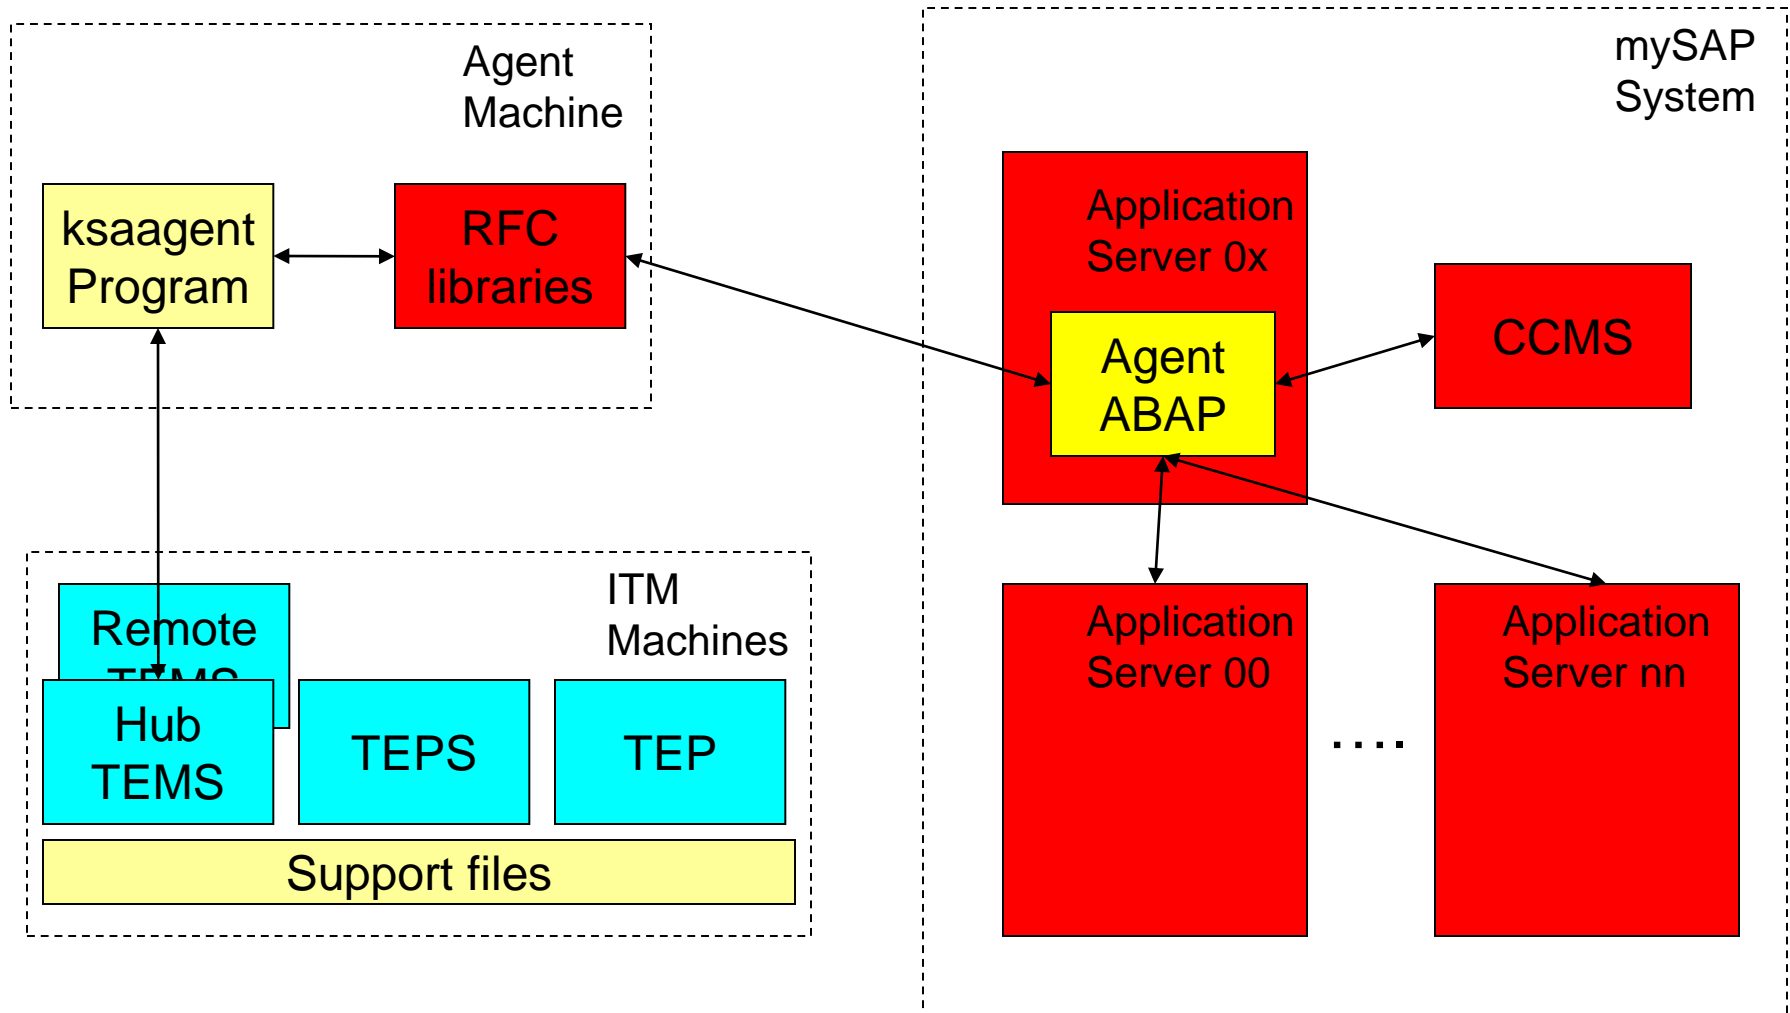 Agent
Machine
ksaagent
Program
RFC
libraries
mySAP
System
Application
Server 0x
Agent
ABAP
CCMS
ITM
Machines
Remote
TEMS
Hub
TEMS
TEPS
TEP
Support files
Application
Server 00
....
Application
Server nn